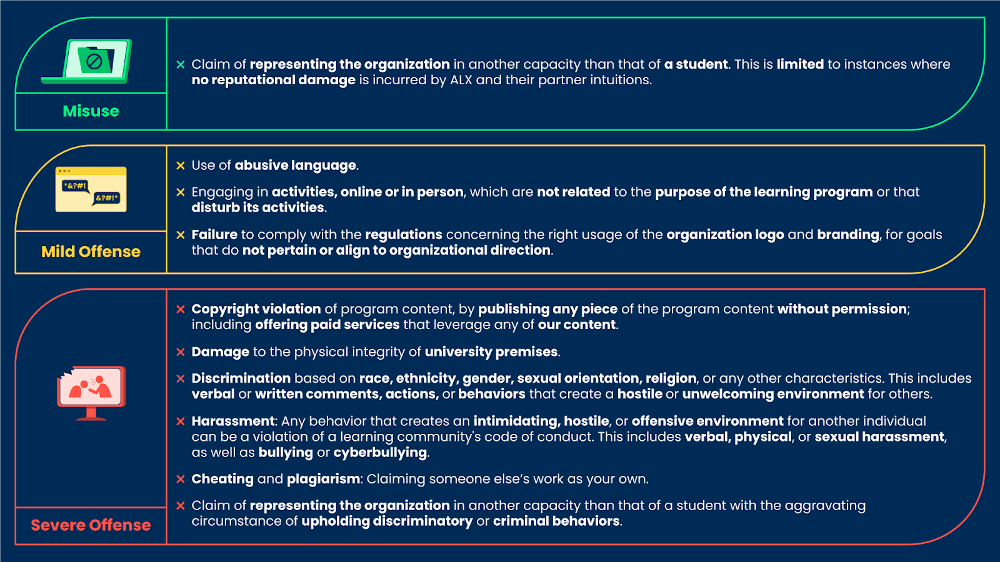 Claim of representing the organization in another capacity than that of a student. This is limited to instances where
no reputational damage is incurred by ALX and their partner intuitions.
Misuse
Use of abusive language.
*&?#!
&?#!*
Engaging in activities, online or in person, which are not related to the purpose of the learning program or that
disturb its activities.
Failure to comply with the regulations concerning the right usage of the organization logo and branding, for goals
that do not pertain or align to organizational direction.
Mild Offense
Copyright violation of program content, by publishing any piece of the program content without permission;
including offering paid services that leverage any of our content.
Damage to the physical integrity of university premises.
Discrimination based on race, ethnicity, gender, sexual orientation, religion, or any other characteristics. This includes
verbal or written comments, actions, or behaviors that create a hostile or unwelcoming environment for others.
Harassment: Any behavior that creates an intimidating, hostile, or offensive environment for another individual
can be a violation of a learning community's code of conduct. This includes verbal, physical, or sexual harassment,
as well as bullying or cyberbullying.
Cheating and plagiarism: Claiming someone else’s work as your own.
Claim of representing the organization in another capacity than that of a student with the aggravating
circumstance of upholding discriminatory or criminal behaviors.
Severe Offense